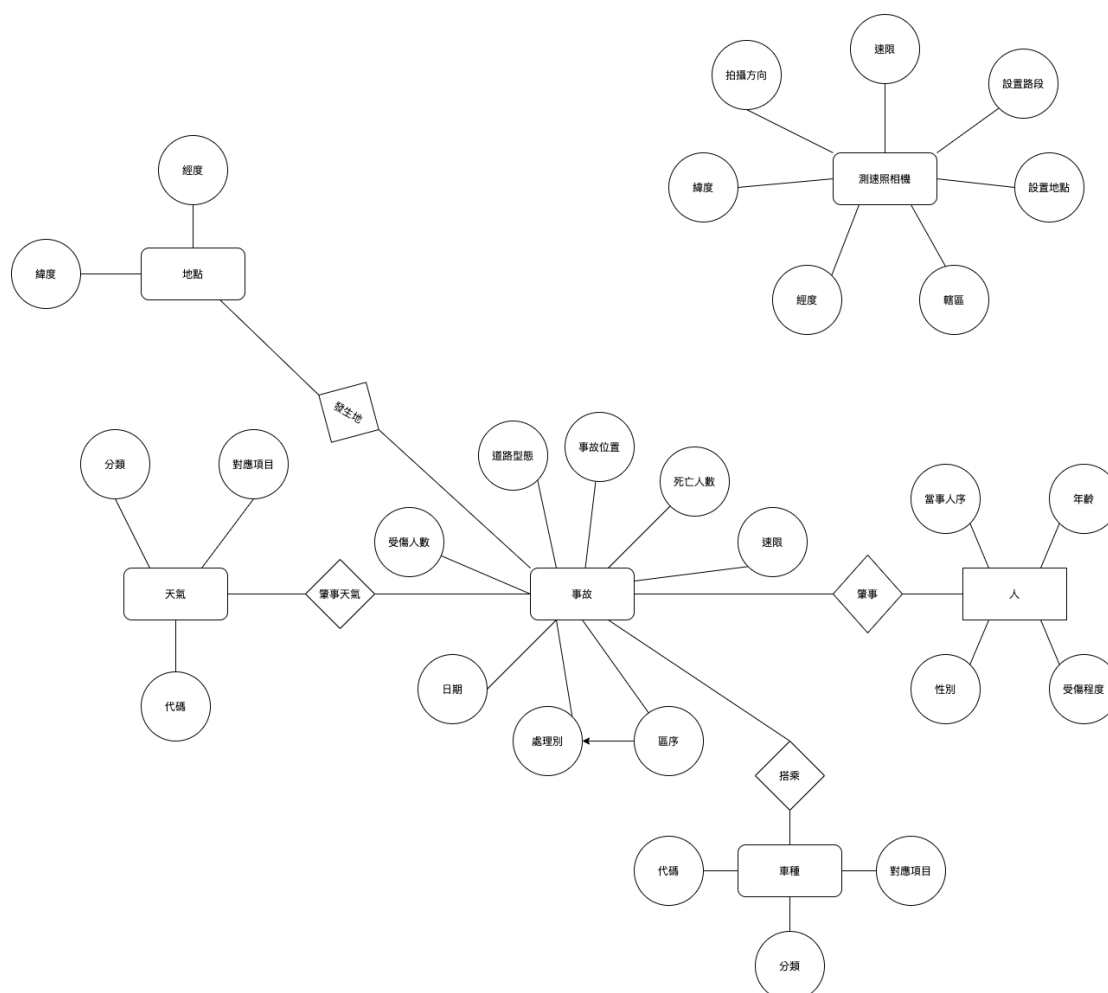 速限
拍攝方向
設置路段
經度
測速照相機
緯度
設置地點
緯度
地點
經度
轄區
發生地
事故位置
道路型態
分類
對應項目
死亡人數
當事人序
年齡
受傷人數
速限
天氣
肇事天氣
事故
肇事
人
日期
性別
受傷程度
代碼
處理別
區序
搭乘
代碼
車種
對應項目
分類